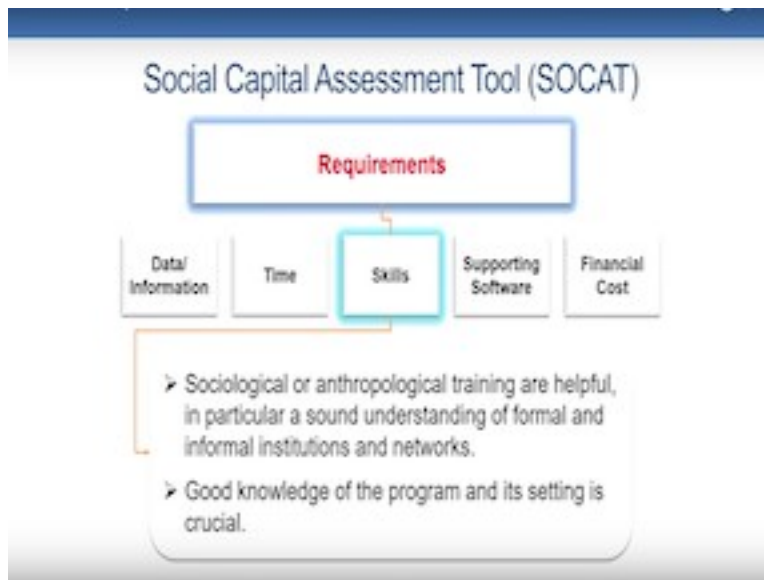 Social Capital Assessment Tool (SOCAT)
Requirements
Data/
Information
Time
Skills
Supporting
Software
Financial
Cost
➢ Sociological or anthropological training are helpful,
in particular a sound understanding of formal and
informal institutions and networks.
➢ Good knowledge of the program and its setting is
crucial.